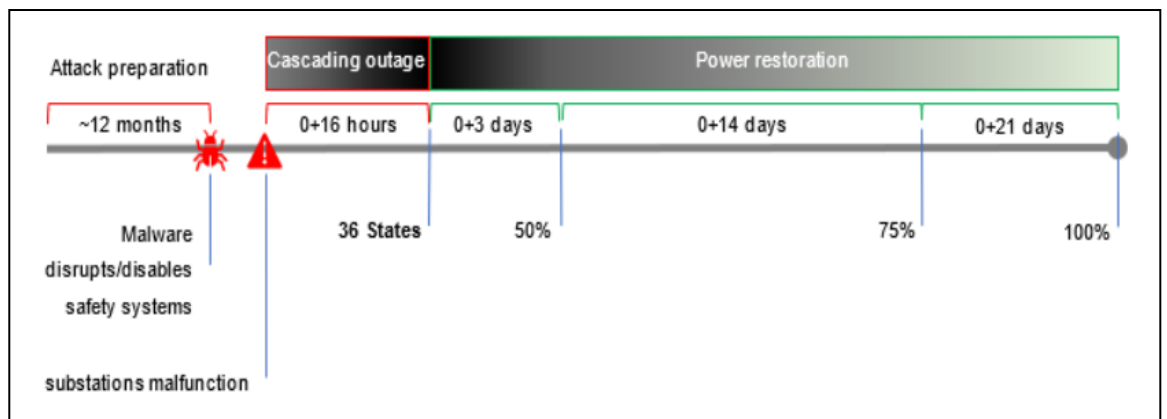 Attack preparation
Cascading outage
Power restoration
~12 months
0+16 hours
0+3 days
0+14 days
0+21 days
36 States
50%
75%
100%
Malware
disrupts/disables
safety systems
substations malfunction